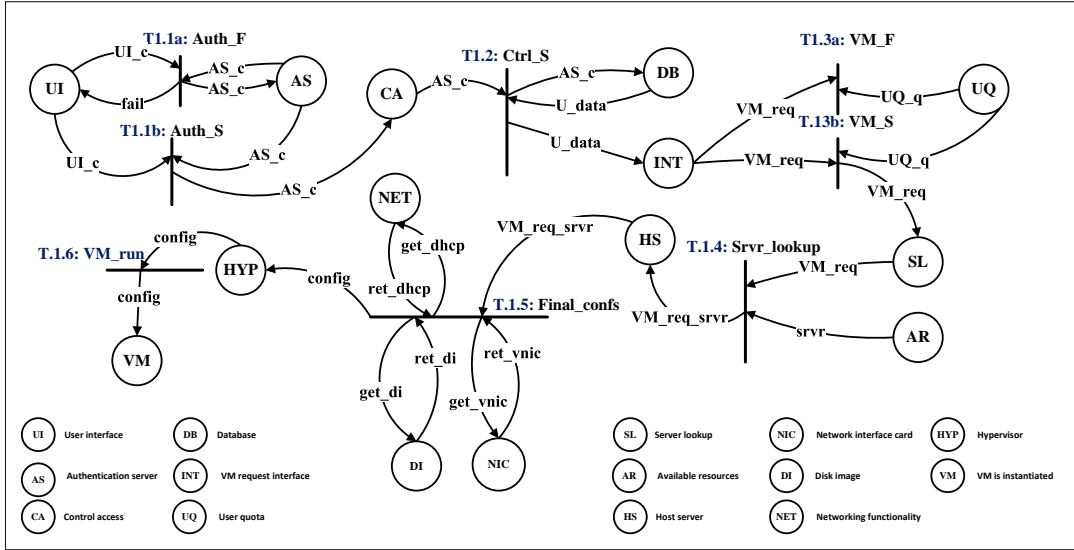 T1.1a: Auth_F
UI_c
AS_c
AS_c
fail
UI
AS
T1.1b: Auth_S
UI_c
AS_c
AS_c
CA
AS_c
T1.2: Ctrl_S
AS_c
U_data
DB
U_data
INT
T1.3a: VM_F
VM_req
UQ_q
UQ
T.13b: VM_S
VM_req
UQ_q
VM_req
SL
T.1.4: Srvr_lookup
VM_req
srvr
AR
VM_req_srvr
HS
VM_req_srvr
NET
get_dhcp
ret_dhcp
T.1.5: Final_confs
get_di
ret_di
DI
get_vnic
ret_vnic
NIC
config
HYP
config
T.1.6: VM_run
config
VM
UI User interface
DB Database
SL Server lookup
NIC Network interface card
HYP Hypervisor
AS Authentication server
INT VM request interface
AR Available resources
DI Disk image
VM VM is instantiated
CA Control access
UQ User quota
HS Host server
NET Networking functionality